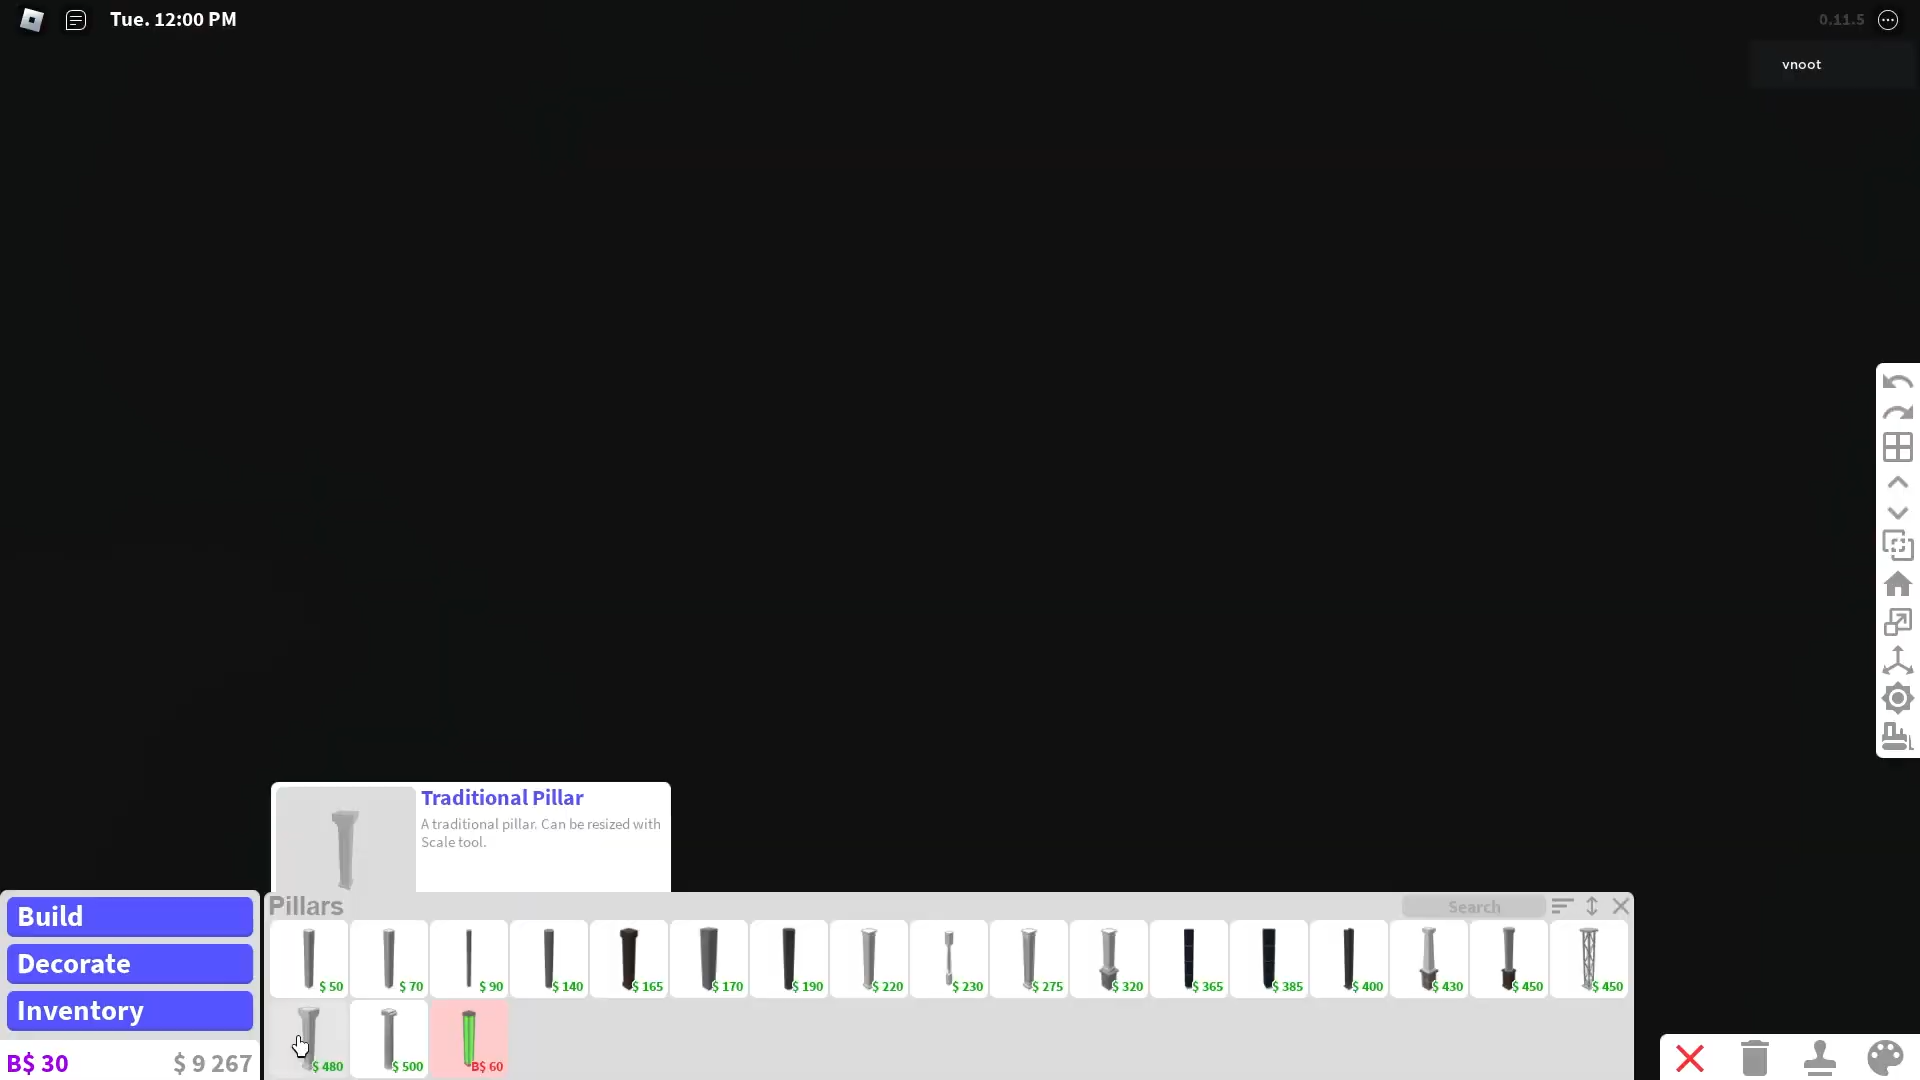 Tue. 12:00 PM
0.11.5
vnoot
Traditional Pillar
A traditional pillar. Can be resized with
Scale tool.
Pillars
Search
Build
Decorate
Inventory
B$ 30
$ 9 267
$ 50
$ 70
$ 90
$ 140
$ 165
$ 170
$ 190
$ 220
$ 230
$ 275
$ 320
$ 365
$ 385
$ 400
$ 430
$ 450
$ 450
$ 480
$ 500
B$ 60